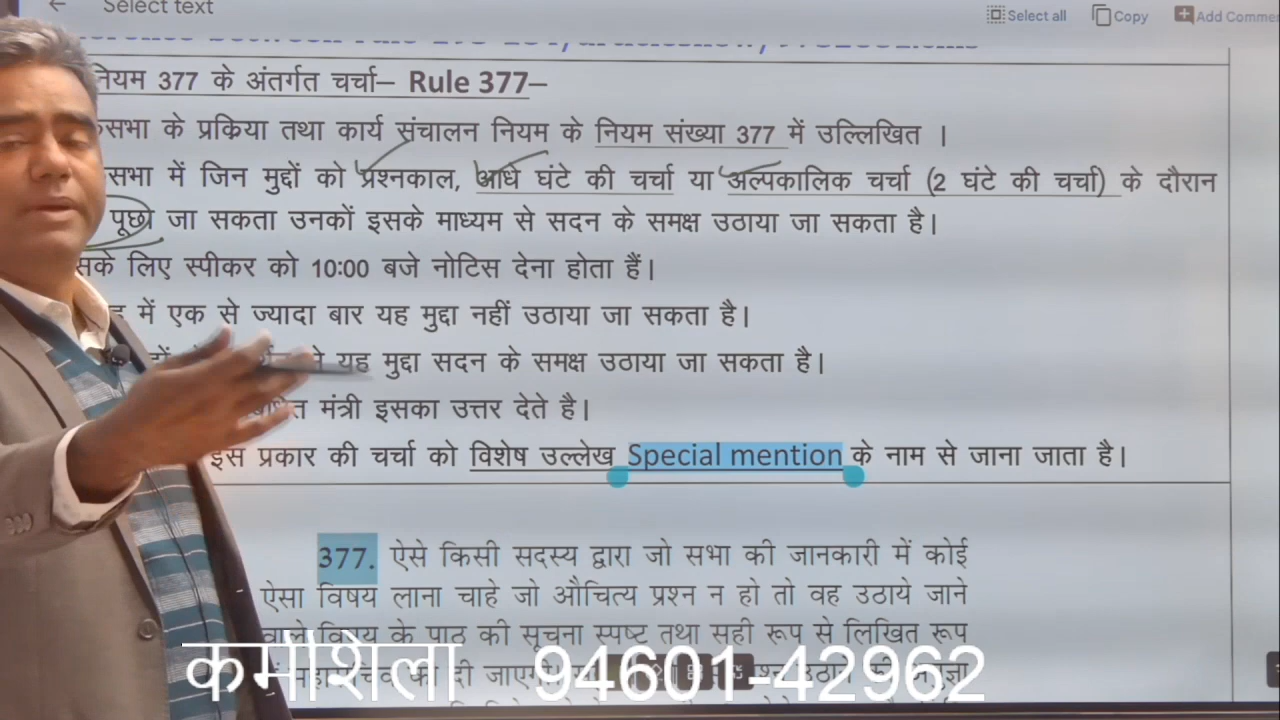 Select text
Select all
Copy
Add Comme
नियम 377 के अंतर्गत चर्चा– Rule 377–
सभा के प्रक्रिया तथा कार्य संचालन नियम के नियम संख्या 377 में उल्लिखित ।
सभा में जिन मुद्दों को प्रश्नकाल, आधे घंटे की चर्चा या अल्पकालिक चर्चा (2 घंटे की चर्चा) के दौरान
पूछा जा सकता उनकों इसके माध्यम से सदन के समक्ष उठाया जा सकता है।
सके लिए स्पीकर को 10:00 बजे नोटिस देना होता हैं।
में एक से ज्यादा बार यह मुद्दा नहीं उठाया जा सकता है।
यह मुद्दा सदन के समक्ष उठाया जा सकता है।
मंत्री इसका उत्तर देते है।
इस प्रकार की चर्चा को विशेष उल्लेख Special mention के नाम से जाना जाता है।
377. ऐसे किसी सदस्य द्वारा जो सभा की जानकारी में कोई
ऐसा विषय लाना चाहे जो औचित्य प्रश्न न हो तो वह उठाये जाने
वाले विषय के पाठ की सूचना स्पष्ट तथा सही रूप से लिखित रूप
की दी जाएगी
कर्मशिला 94601-42962